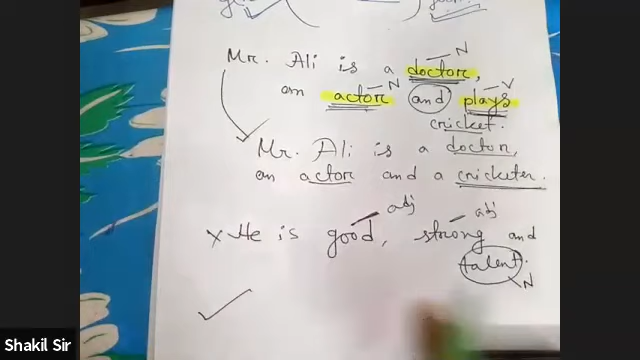 Mr. Ali is a doctor, N
an actor N and plays V
cricket.
Mr. Ali is a doctor,
an actor and a cricketer.
x He is good, adj strong adj and
talent. N
Shakil Sir